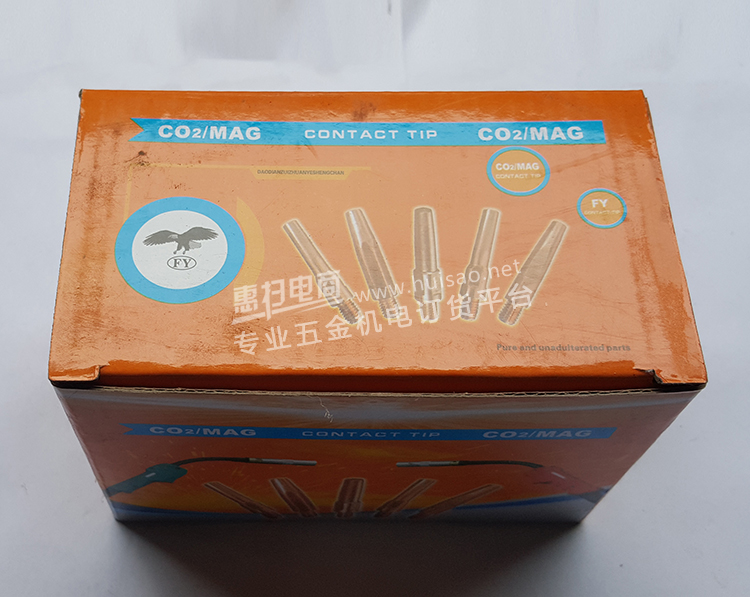 CO2/MAG CONTACT TIP CO2/MAG
CO2/MAG
CONTACT TIP
FY
CONTACT TIP
FY
惠扫电商 www.huisao.net
专业五金机电订货平台
Pure and unadulterated parts
CO2/MAG CONTACT TIP CO2/MAG